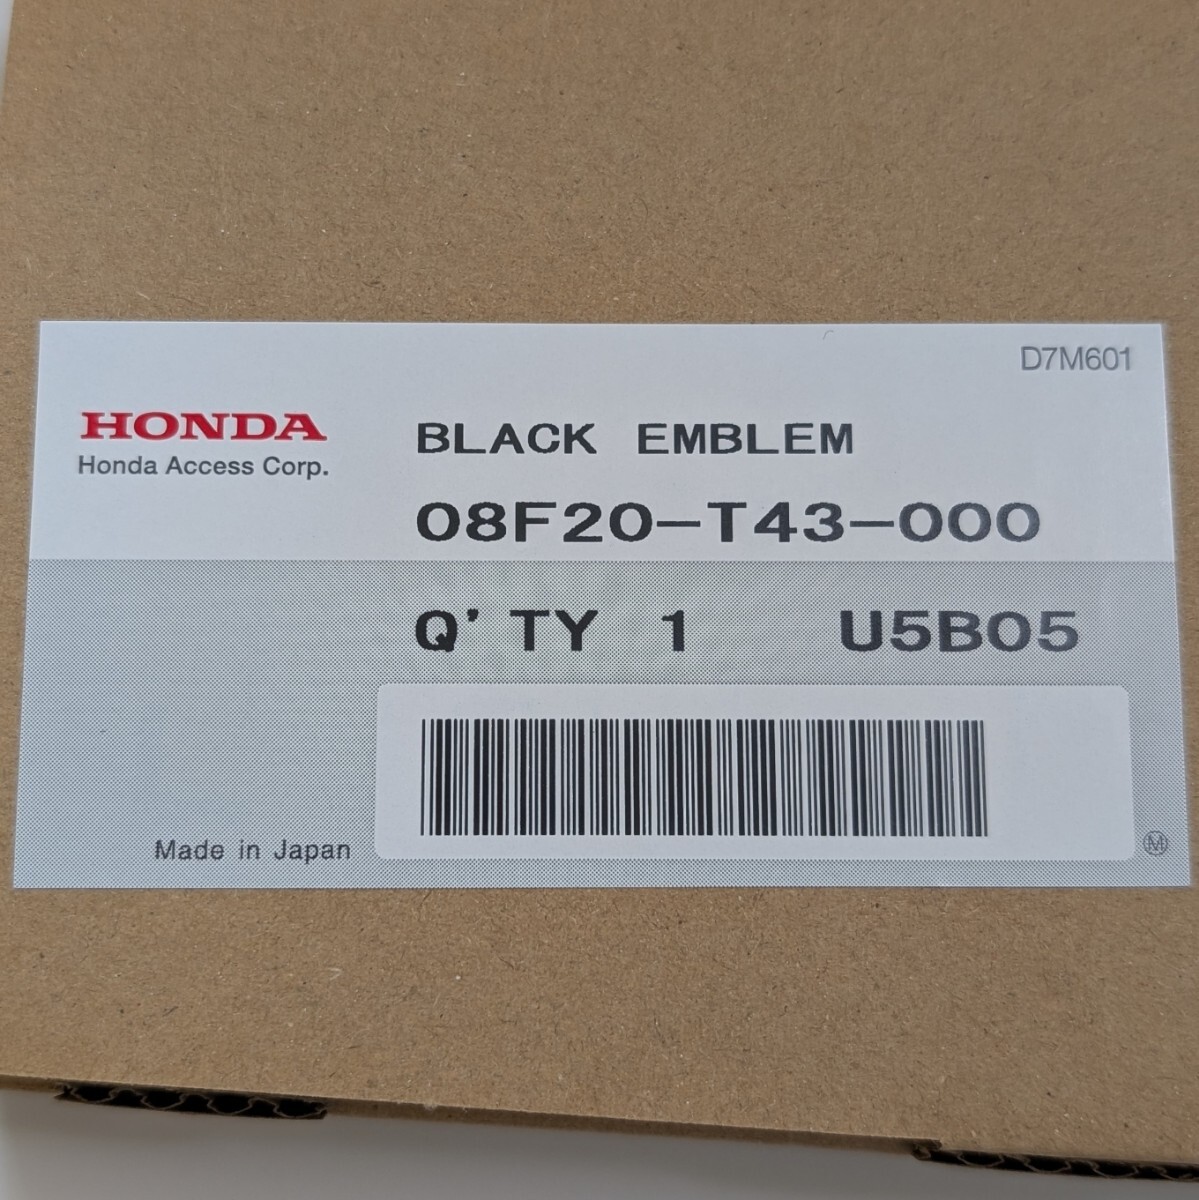 D7M601
HONDA
Honda Access Corp.
BLACK EMBLEM
08F20-T43-000
Q'TY 1 U5B05
Made in Japan
M